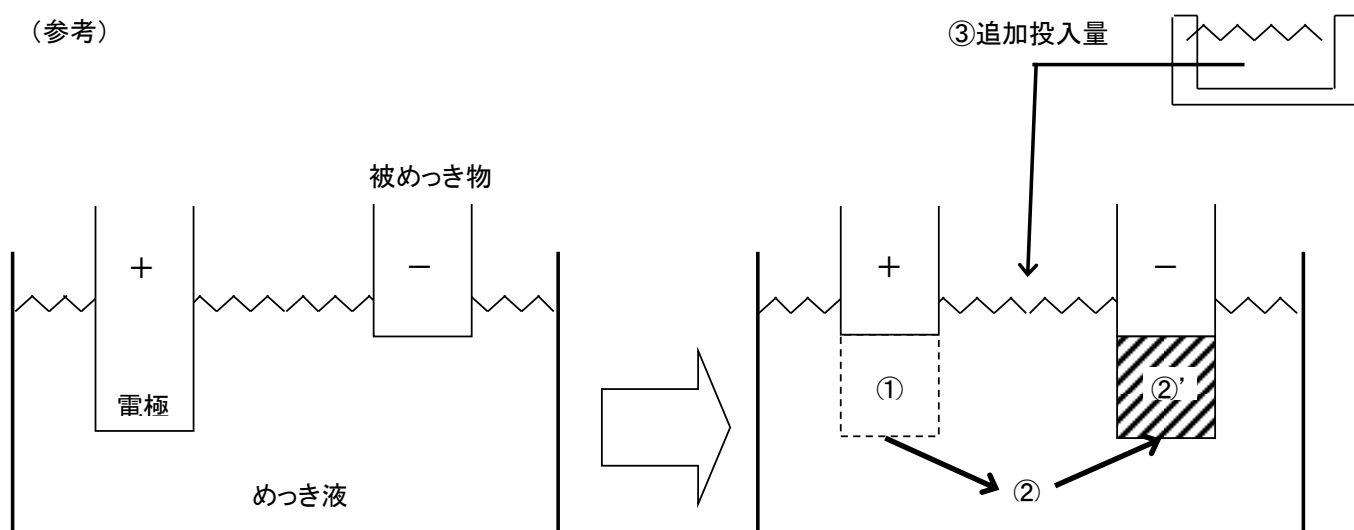 （参考）
③追加投入量
被めっき物
＋
－
電極
めっき液
＋
－
①
②’
②